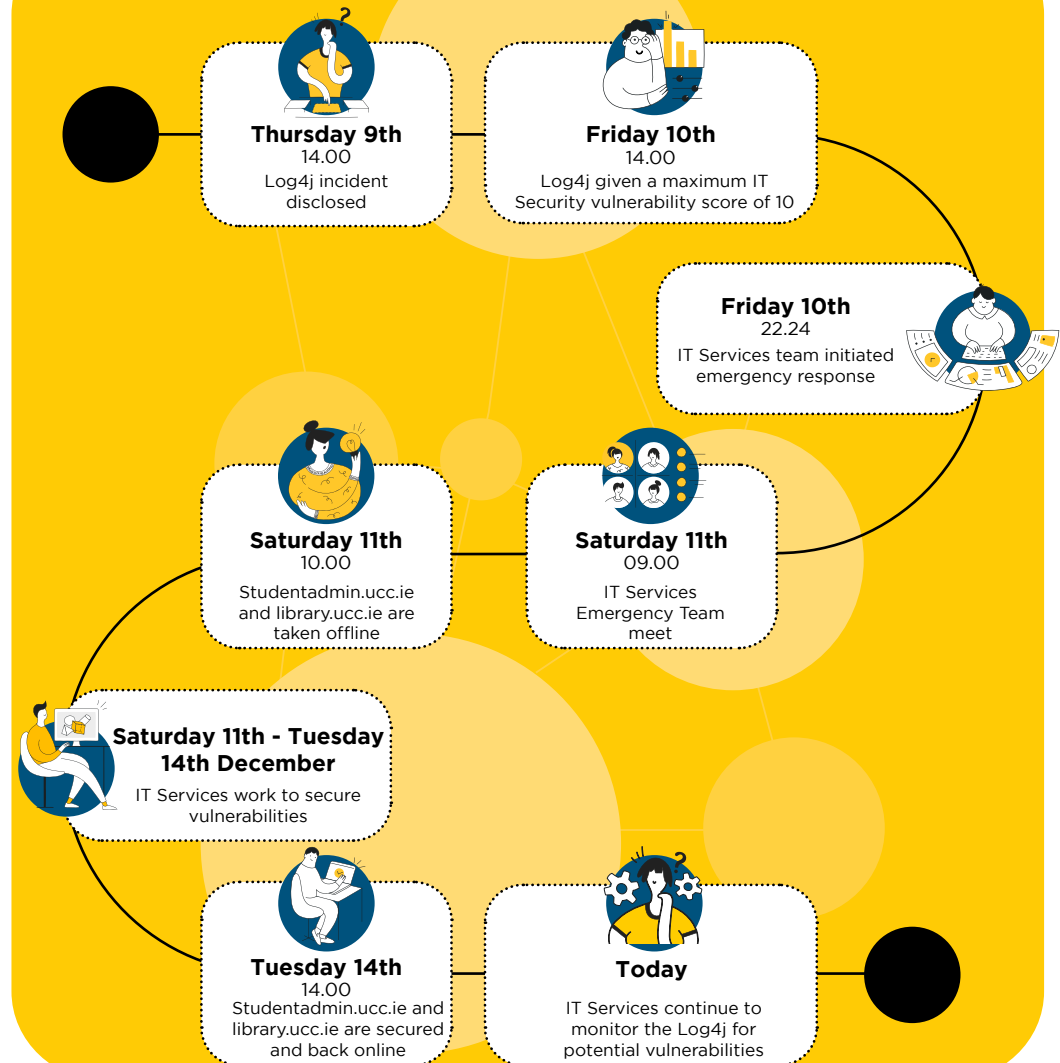 Thursday 9th
14.00
Log4j incident
disclosed
Friday 10th
14.00
Log4j given a maximum IT
Security vulnerability score of 10
Friday 10th
22.24
IT Services team initiated
emergency response
Saturday 11th
09.00
IT Services
Emergency Team
meet
Saturday 11th
10.00
Studentadmin.ucc.ie
and library.ucc.ie are
taken offline
Saturday 11th - Tuesday
14th December
IT Services work to secure
vulnerabilities
Tuesday 14th
14.00
Studentadmin.ucc.ie and
library.ucc.ie are secured
and back online
Today
IT Services continue to
monitor the Log4j for
potential vulnerabilities